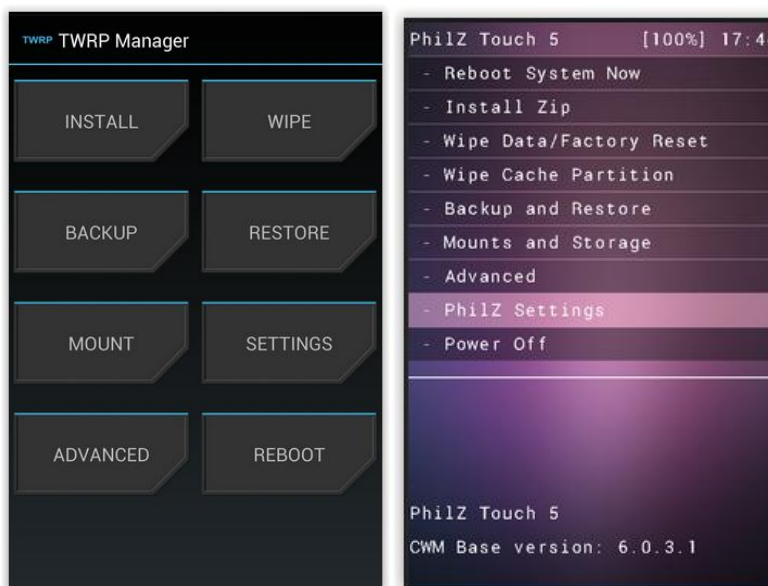 TWRP TWRP Manager
INSTALL WIPE
BACKUP RESTORE
MOUNT SETTINGS
ADVANCED REBOOT
PhilZ Touch 5 [100%] 17:4
- Reboot System Now
- Install Zip
- Wipe Data/Factory Reset
- Wipe Cache Partition
- Backup and Restore
- Mounts and Storage
- Advanced
- PhilZ Settings
- Power Off
PhilZ Touch 5
CWM Base version: 6.0.3.1